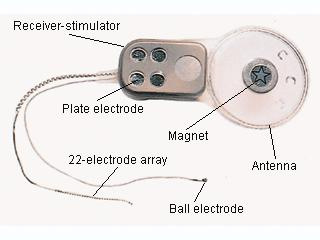 Receiver-stimulator
Plate electrode
Magnet
22-electrode array
Antenna
Ball electrode